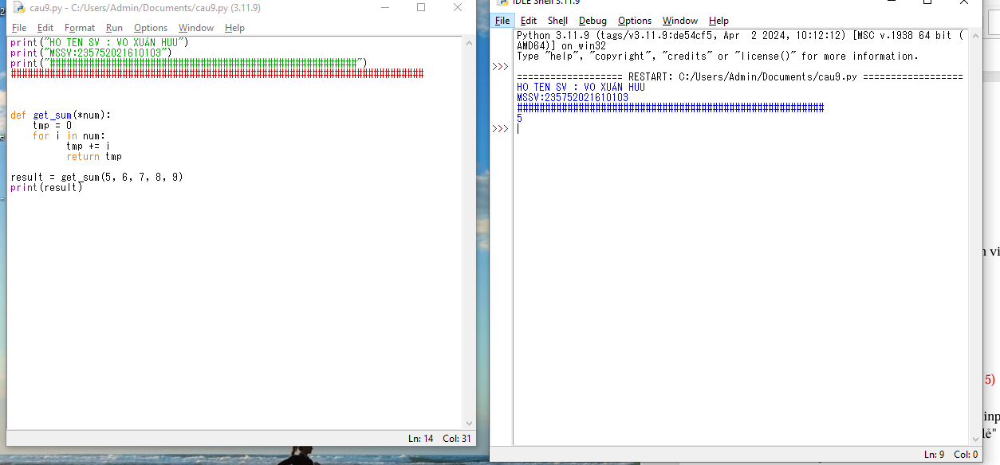 cau9.py - C:/Users/Admin/Documents/cau9.py (3.11.9)
File Edit Format Run Options Window Help
print("HO TEN SV : VO XUÁN HUU")
print("MSSV:235752021610103")
print("#######################################################")
##########################################################################
def get_sum(*num):
    tmp = 0
    for i in num:
          tmp += i
          return tmp
result = get_sum(5, 6, 7, 8, 9)
print(result)
Ln: 14 Col: 31
IDLE Shell 3.11.9
File Edit Shell Debug Options Window Help
Python 3.11.9 (tags/v3.11.9:de54cf5, Apr  2 2024, 10:12:12) [MSC v.1938 64 bit (
AMD64)] on win32
Type "help", "copyright", "credits" or "license()" for more information.
>>>
=================== RESTART: C:/Users/Admin/Documents/cau9.py ==================
HO TEN SV : VO XUÁN HUU
MSSV:235752021610103
#######################################################
5
>>>
Ln: 9 Col: 0
5)
lẻ"